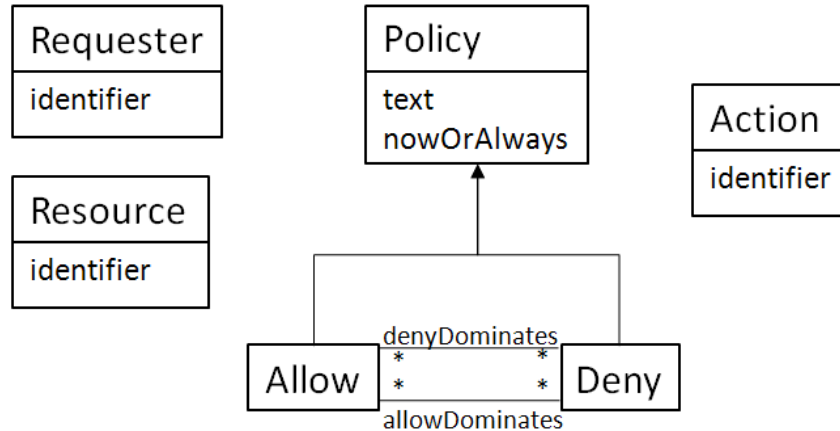 Requester
identifier
Policy
text
nowOrAlways
Action
identifier
Resource
identifier
denyDominates
* *
Allow
Deny
* *
allowDominates